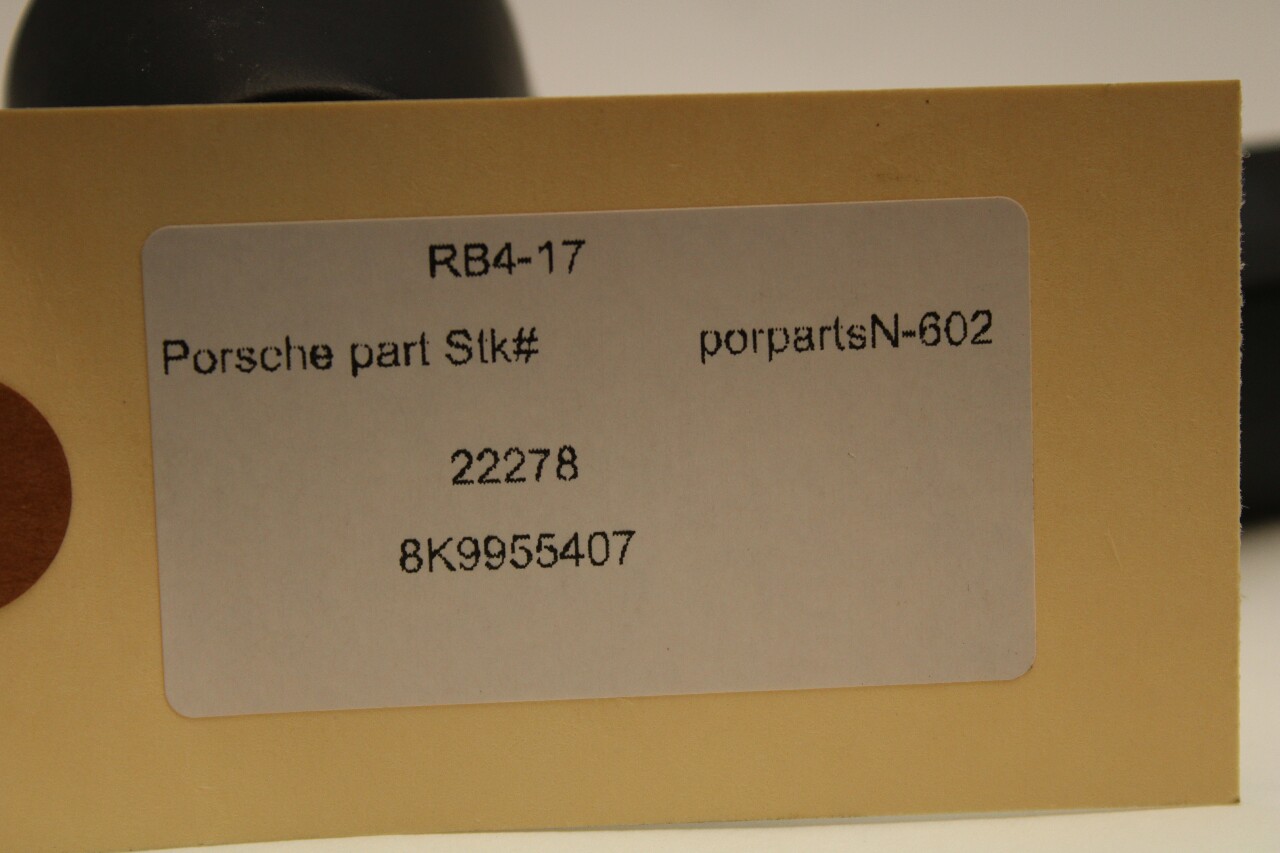 RB4-17
Porsche part Stk# porpartsN-602
22278
8K9955407